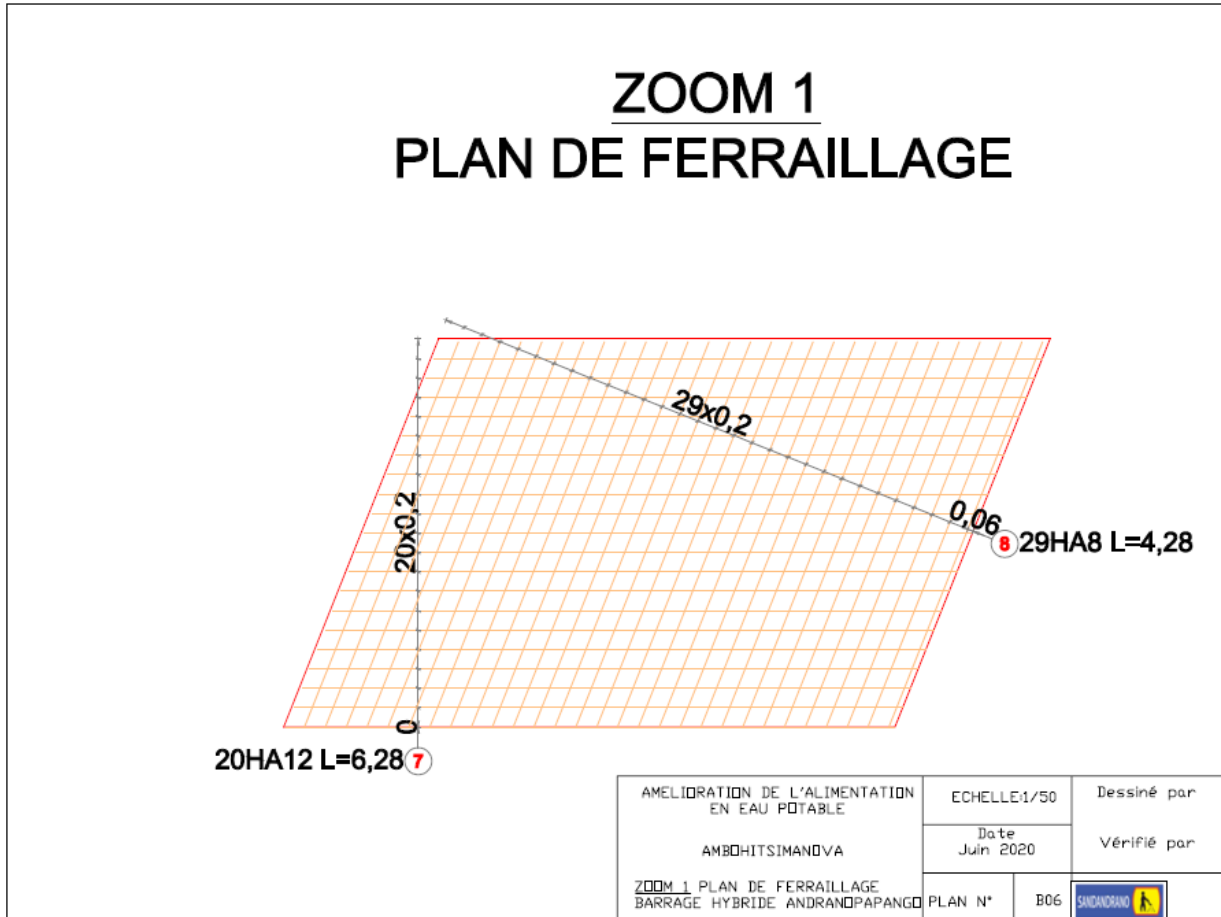 ZOOM 1
PLAN DE FERRAILLAGE
29x0,2
0,06
8 29HA8 L=4,28
20x0,2
0
20HA12 L=6,28 7
AMELIORATION DE L'ALIMENTATION
EN EAU POTABLE
AMBOHITSIMANOVA
ZOOM 1 PLAN DE FERRAILLAGE
BARRAGE HYBRIDE ANDRANOPAPANGO
ECHELLE:1/50
Date
Juin 2020
PLAN N° B06
Dessiné par
Vérifié par
SANDANDRANO